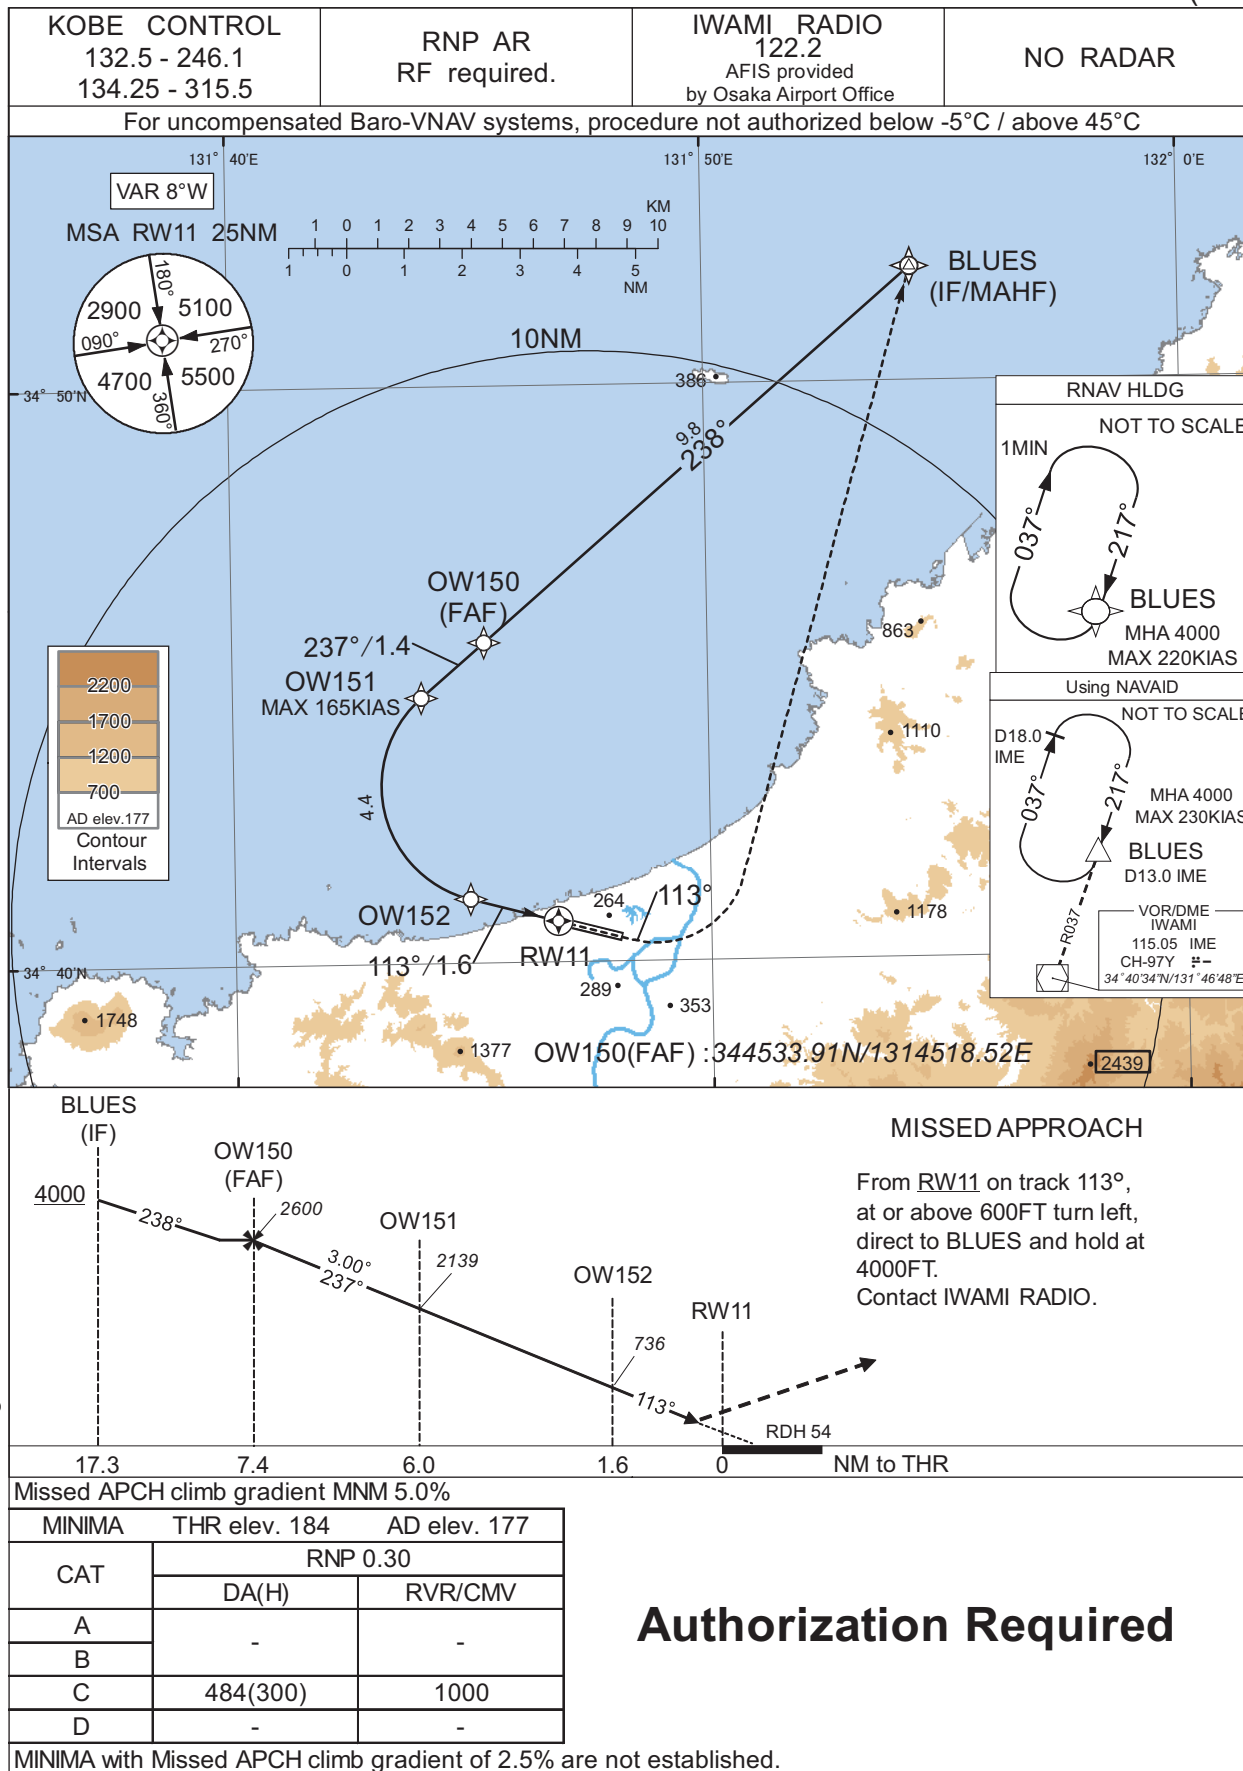 KOBE CONTROL
132.5 - 246.1
134.25 - 315.5
RNP AR
RF required.
IWAMI RADIO
122.2
AFIS provided
by Osaka Airport Office
NO RADAR
For uncompensated Baro-VNAV systems, procedure not authorized below -5°C / above 45°C
131° 40'E
131° 50'E
132° 0'E
VAR 8°W
MSA RW11 25NM
180°
2900
5100
090°
270°
4700
5500
360°
KM
1 0 1 2 3 4 5 6 7 8 9 10
1 0 1 2 3 4 5
NM
BLUES
(IF/MAHF)
10NM
386
34° 50'N
9.8
238°
RNAV HLDG
NOT TO SCALE
1MIN
037°
217°
BLUES
MHA 4000
MAX 220KIAS
OW150
(FAF)
237°/1.4
OW151
MAX 165KIAS
863
1110
2200
1700
1200
700
AD elev.177
Contour
Intervals
4.4
Using NAVAID
NOT TO SCALE
D18.0
IME
037°
217°
MHA 4000
MAX 230KIAS
BLUES
D13.0 IME
R037
VOR/DME
IWAMI
115.05 IME
CH-97Y
34°40'34"N/131°46'48"E
OW152
113°/1.6
RW11
264
113°
1178
34° 40'N
289
353
1748
1377
OW150(FAF) :344533.91N/1314518.52E
2439
BLUES
(IF)
OW150
(FAF)
4000
238°
2600
OW151
3.00°
237°
2139
OW152
RW11
736
113°
RDH 54
17.3 7.4 6.0 1.6 0 NM to THR
MISSED APPROACH
From RW11 on track 113°,
at or above 600FT turn left,
direct to BLUES and hold at
4000FT.
Contact IWAMI RADIO.
Missed APCH climb gradient MNM 5.0%
MINIMA THR elev. 184 AD elev. 177
CAT
RNP 0.30
DA(H) RVR/CMV
A
B
- -
C 484(300) 1000
D - -
Authorization Required
MINIMA with Missed APCH climb gradient of 2.5% are not established.